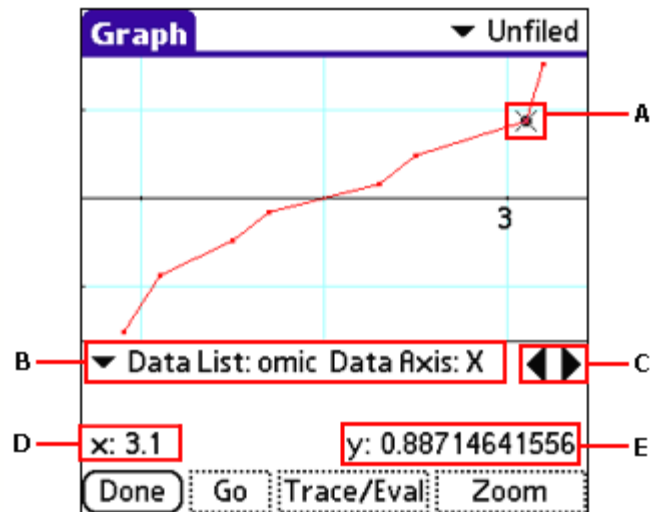 Graph Unfiled
A
3
B Data List: omic Data Axis: X C
D x: 3.1 y: 0.88714641556 E
Done Go Trace/Eval Zoom